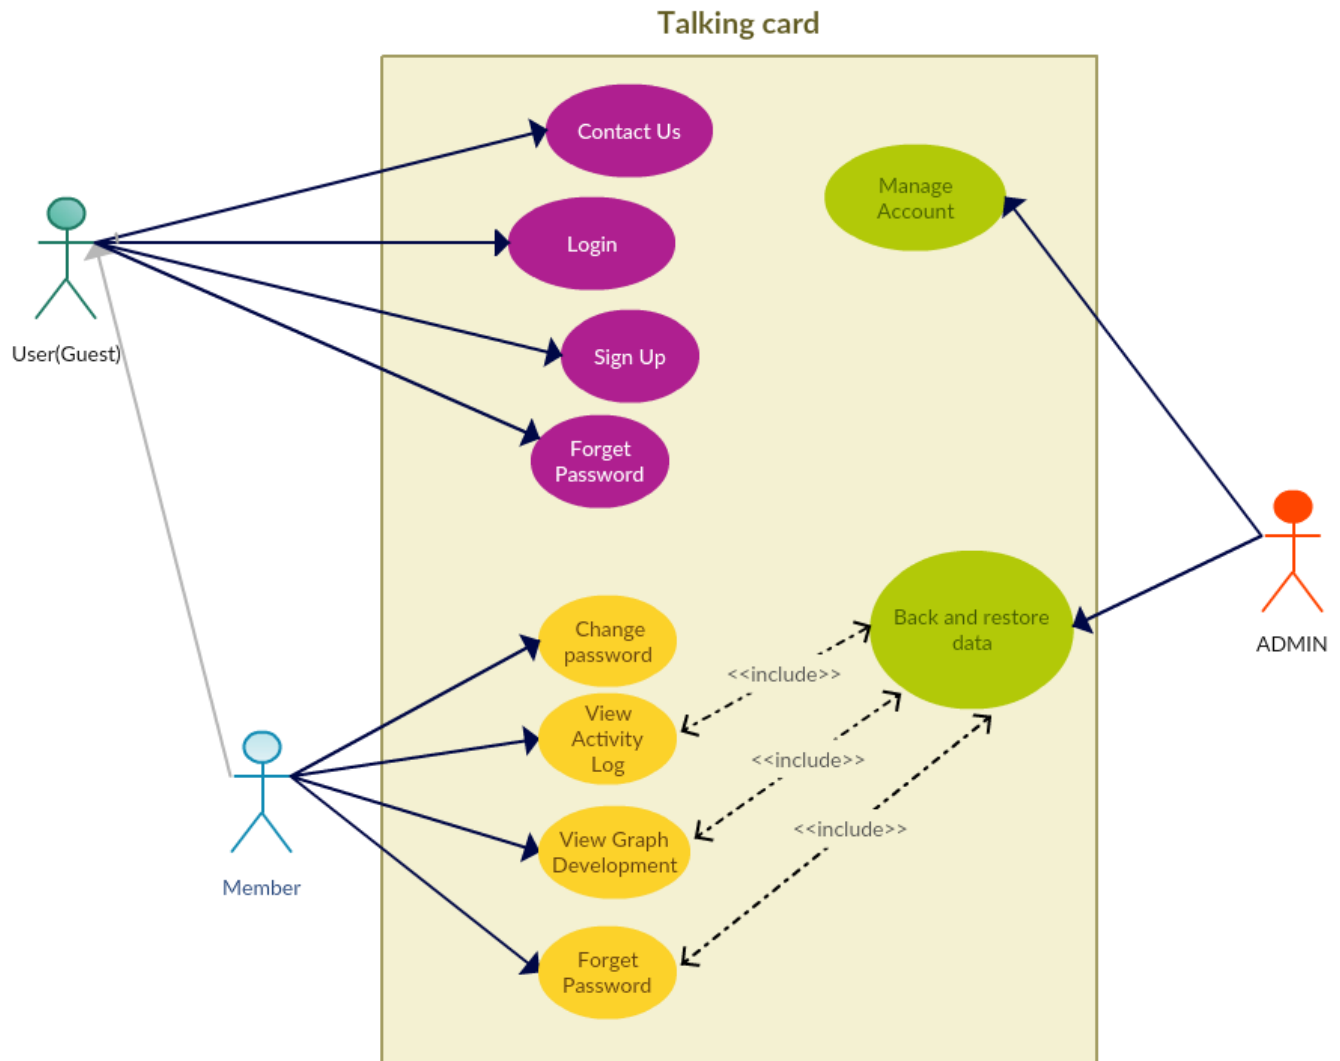 Talking card
Contact Us
Manage
Account
Login
User(Guest)
Sign Up
Forget
Password
ADMIN
Back and restore
data
Change
password
<<include>>
View
Activity
Log
<<include>>
<<include>>
View Graph
Development
Member
Forget
Password